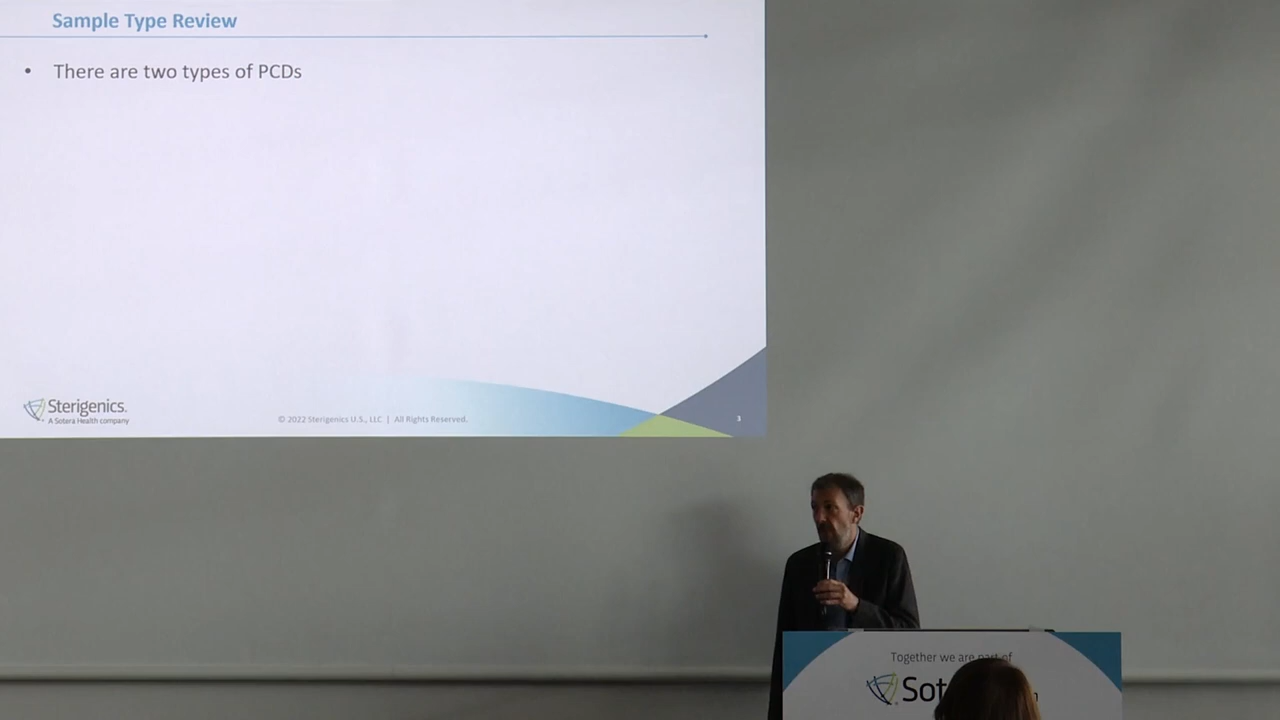 Sample Type Review
• There are two types of PCDs
Sterigenics.
A Sotera Health company
© 2022 Sterigenics U.S., LLC | All Rights Reserved.
3
Together we are part of